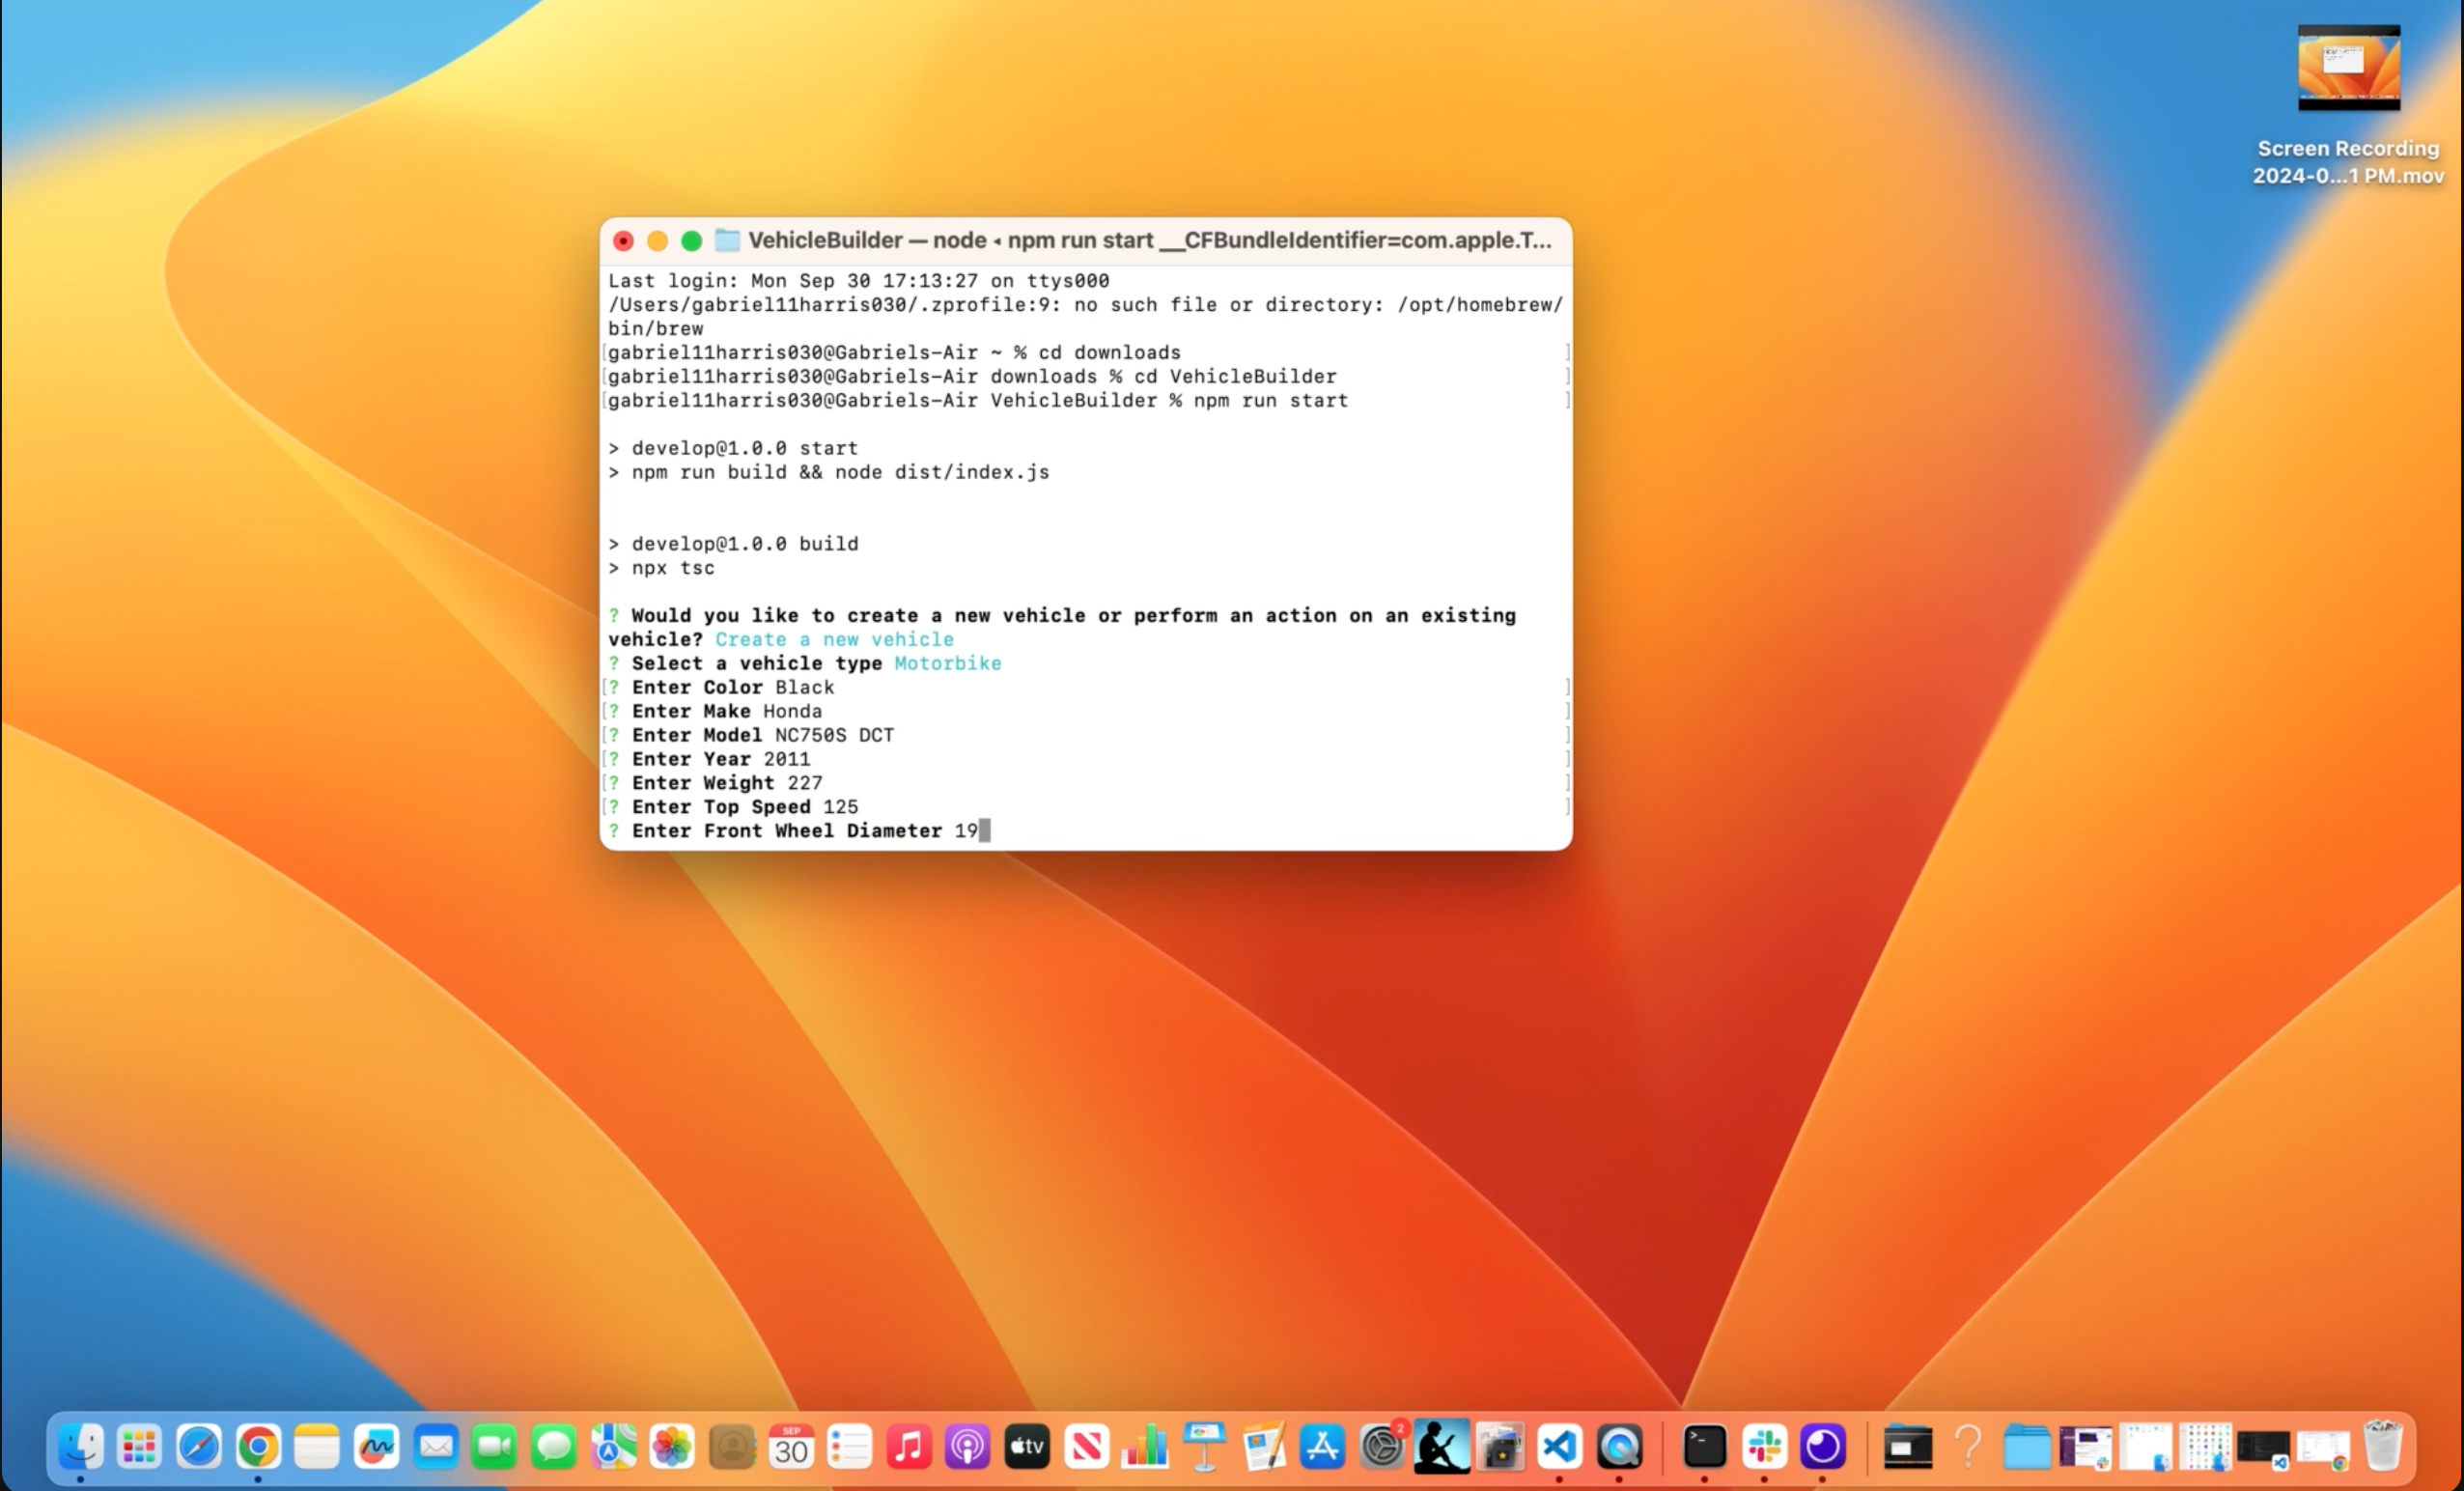 Screen Recording
2024-0...1 PM.mov
VehicleBuilder — node ◂ npm run start __CFBundleIdentifier=com.apple.T...
Last login: Mon Sep 30 17:13:27 on ttys000
/Users/gabriel11harris030/.zprofile:9: no such file or directory: /opt/homebrew/
bin/brew
[gabriel11harris030@Gabriels-Air ~ % cd downloads ]
[gabriel11harris030@Gabriels-Air downloads % cd VehicleBuilder ]
[gabriel11harris030@Gabriels-Air VehicleBuilder % npm run start ]
> develop@1.0.0 start
> npm run build && node dist/index.js
> develop@1.0.0 build
> npx tsc
? Would you like to create a new vehicle or perform an action on an existing
vehicle? Create a new vehicle
? Select a vehicle type Motorbike
[? Enter Color Black ]
[? Enter Make Honda ]
[? Enter Model NC750S DCT ]
[? Enter Year 2011 ]
[? Enter Weight 227 ]
[? Enter Top Speed 125 ]
? Enter Front Wheel Diameter 19
SEP
30
tv
2
>_